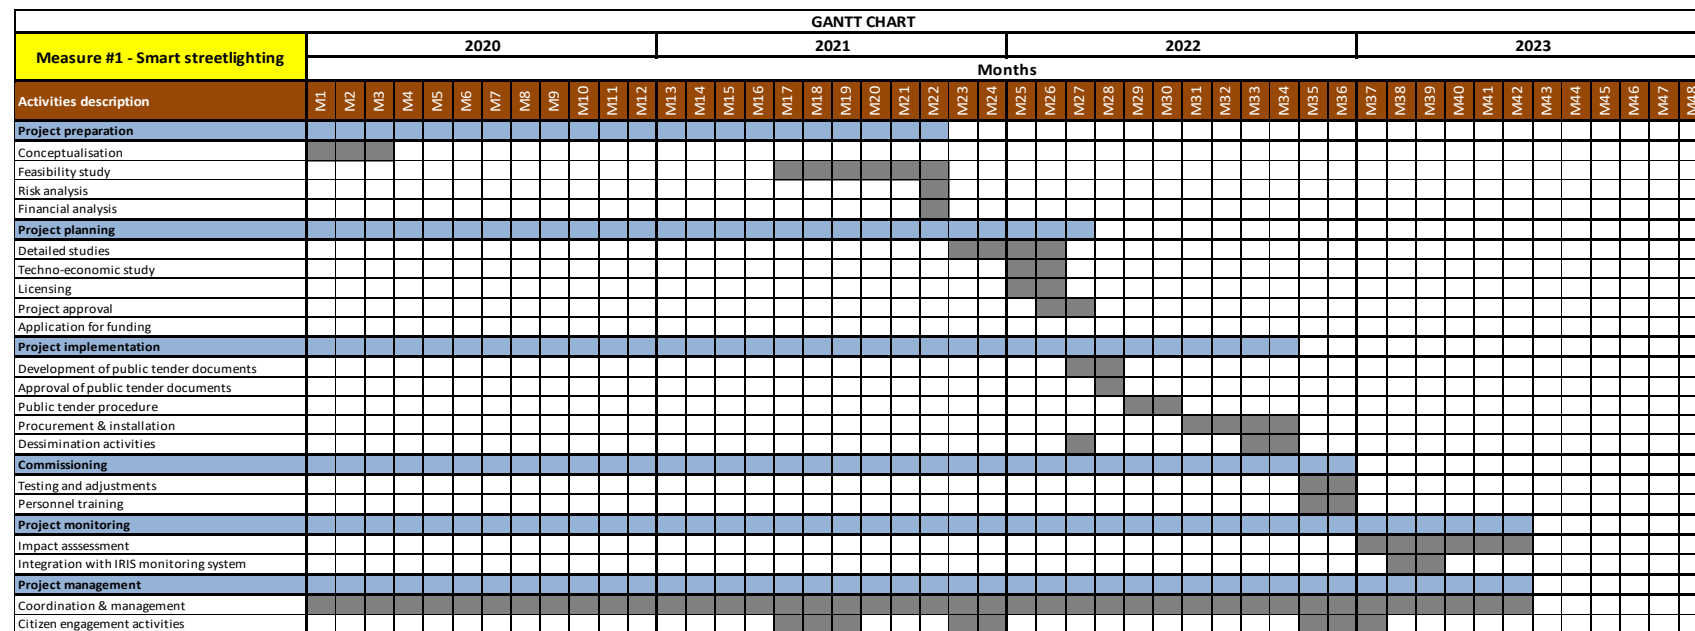 GANTT CHART
Measure #1 - Smart streetlighting
2020 2021 2022 2023
Months
Activities description M1 M2 M3 M4 M5 M6 M7 M8 M9 M10 M11 M12 M13 M14 M15 M16 M17 M18 M19 M20 M21 M22 M23 M24 M25 M26 M27 M28 M29 M30 M31 M32 M33 M34 M35 M36 M37 M38 M39 M40 M41 M42 M43 M44 M45 M46 M47 M48
Project preparation
Conceptualisation
Feasibility study
Risk analysis
Financial analysis
Project planning
Detailed studies
Techno-economic study
Licensing
Project approval
Application for funding
Project implementation
Development of public tender documents
Approval of public tender documents
Public tender procedure
Procurement & installation
Dessimination activities
Commissioning
Testing and adjustments
Personnel training
Project monitoring
Impact asssessment
Integration with IRIS monitoring system
Project management
Coordination & management
Citizen engagement activities